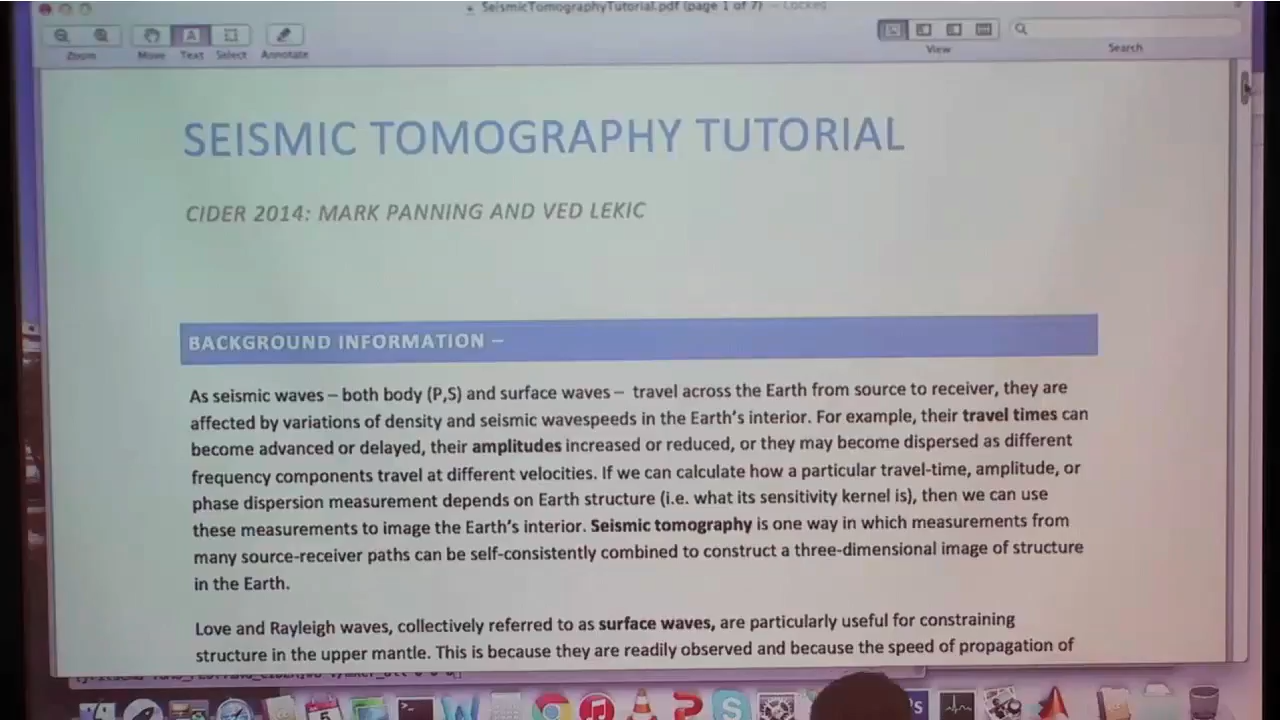 SeismicTomographyTutorial.pdf (page 1 of 7) — Locked
Zoom Move Text Select Annotate View Search
SEISMIC TOMOGRAPHY TUTORIAL
CIDER 2014: MARK PANNING AND VED LEKIC
BACKGROUND INFORMATION –
As seismic waves – both body (P,S) and surface waves – travel across the Earth from source to receiver, they are
affected by variations of density and seismic wavespeeds in the Earth's interior. For example, their travel times can
become advanced or delayed, their amplitudes increased or reduced, or they may become dispersed as different
frequency components travel at different velocities. If we can calculate how a particular travel-time, amplitude, or
phase dispersion measurement depends on Earth structure (i.e. what its sensitivity kernel is), then we can use
these measurements to image the Earth's interior. Seismic tomography is one way in which measurements from
many source-receiver paths can be self-consistently combined to construct a three-dimensional image of structure
in the Earth.
Love and Rayleigh waves, collectively referred to as surface waves, are particularly useful for constraining
structure in the upper mantle. This is because they are readily observed and because the speed of propagation of